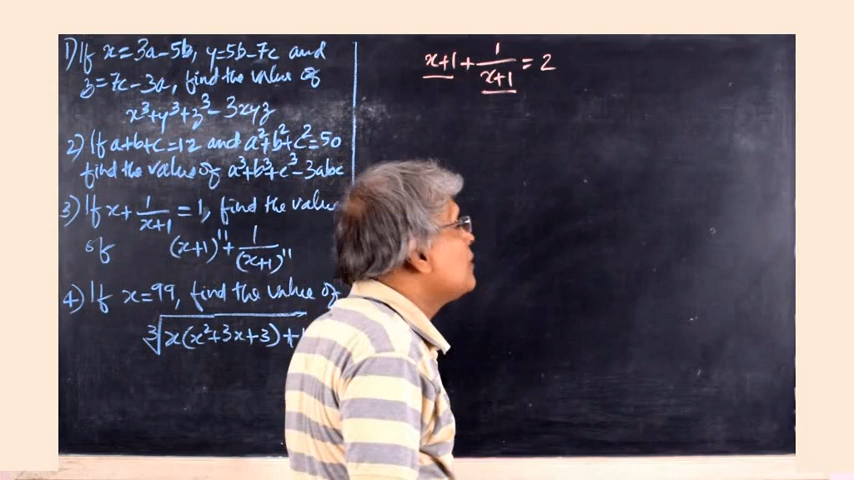 1) If x = 3a-5b, y=5b-7c and
z=7c-3a, find the value of
x³+y³+z³-3xyz
2) If a+b+c=12 and a²+b²+c²=50
find the value of a³+b³+c³-3abc
3) If x + 1/(x+1) = 1, find the value
of (x+1)¹¹ + 1/(x+1)¹¹
4) If x=99, find the value of
∛x(x²+3x+3)+
x+1 + 1/(x+1) = 2